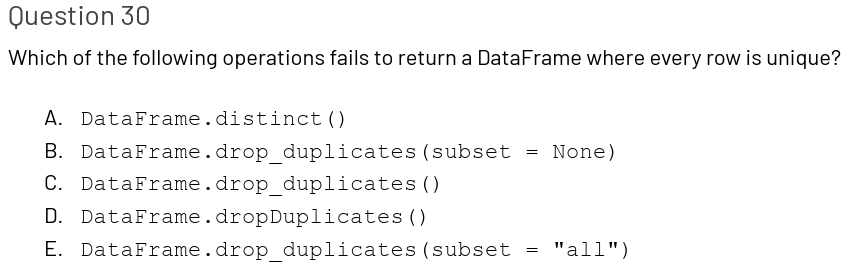 Question 30
Which of the following operations fails to return a DataFrame where every row is unique?
A. DataFrame.distinct()
B. DataFrame.drop_duplicates(subset = None)
C. DataFrame.drop_duplicates()
D. DataFrame.dropDuplicates()
E. DataFrame.drop_duplicates(subset = "all")